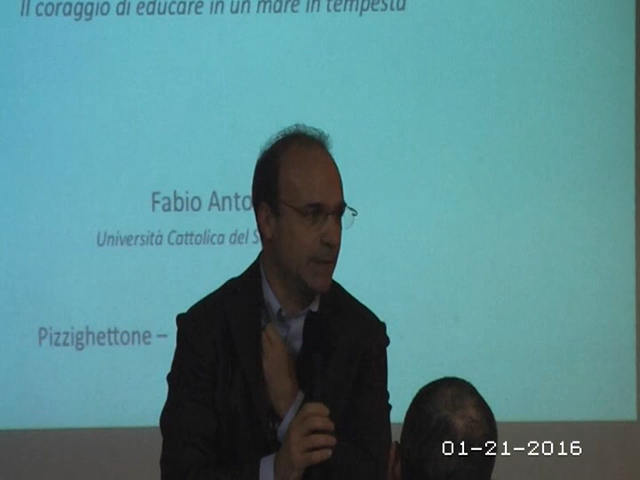 Il coraggio di educare in un mare in tempesta
Fabio Anto
Università Cattolica del S
Pizzighettone –
01-21-2016